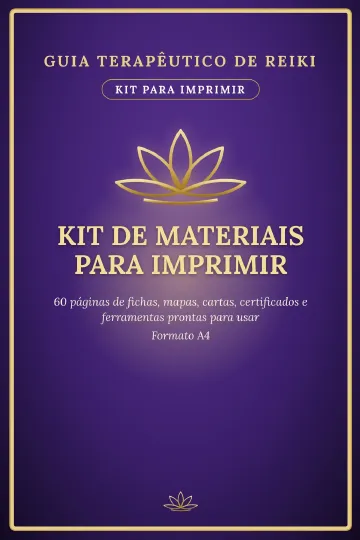 GUIA TERAPÊUTICO DE REIKI
KIT PARA IMPRIMIR
KIT DE MATERIAIS
PARA IMPRIMIR
60 páginas de fichas, mapas, cartas, certificados e
ferramentas prontas para usar
Formato A4